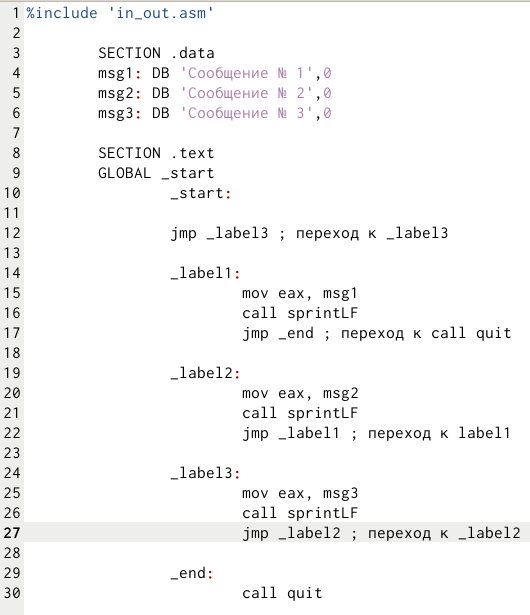 1 %include 'in_out.asm'
2
3 SECTION .data
4 msg1: DB 'Сообщение № 1',0
5 msg2: DB 'Сообщение № 2',0
6 msg3: DB 'Сообщение № 3',0
7
8 SECTION .text
9 GLOBAL _start
10 _start:
11
12 jmp _label3 ; переход к _label3
13
14 _label1:
15 mov eax, msg1
16 call sprintLF
17 jmp _end ; переход к call quit
18
19 _label2:
20 mov eax, msg2
21 call sprintLF
22 jmp _label1 ; переход к label1
23
24 _label3:
25 mov eax, msg3
26 call sprintLF
27 jmp _label2 ; переход к _label2
28
29 _end:
30 call quit